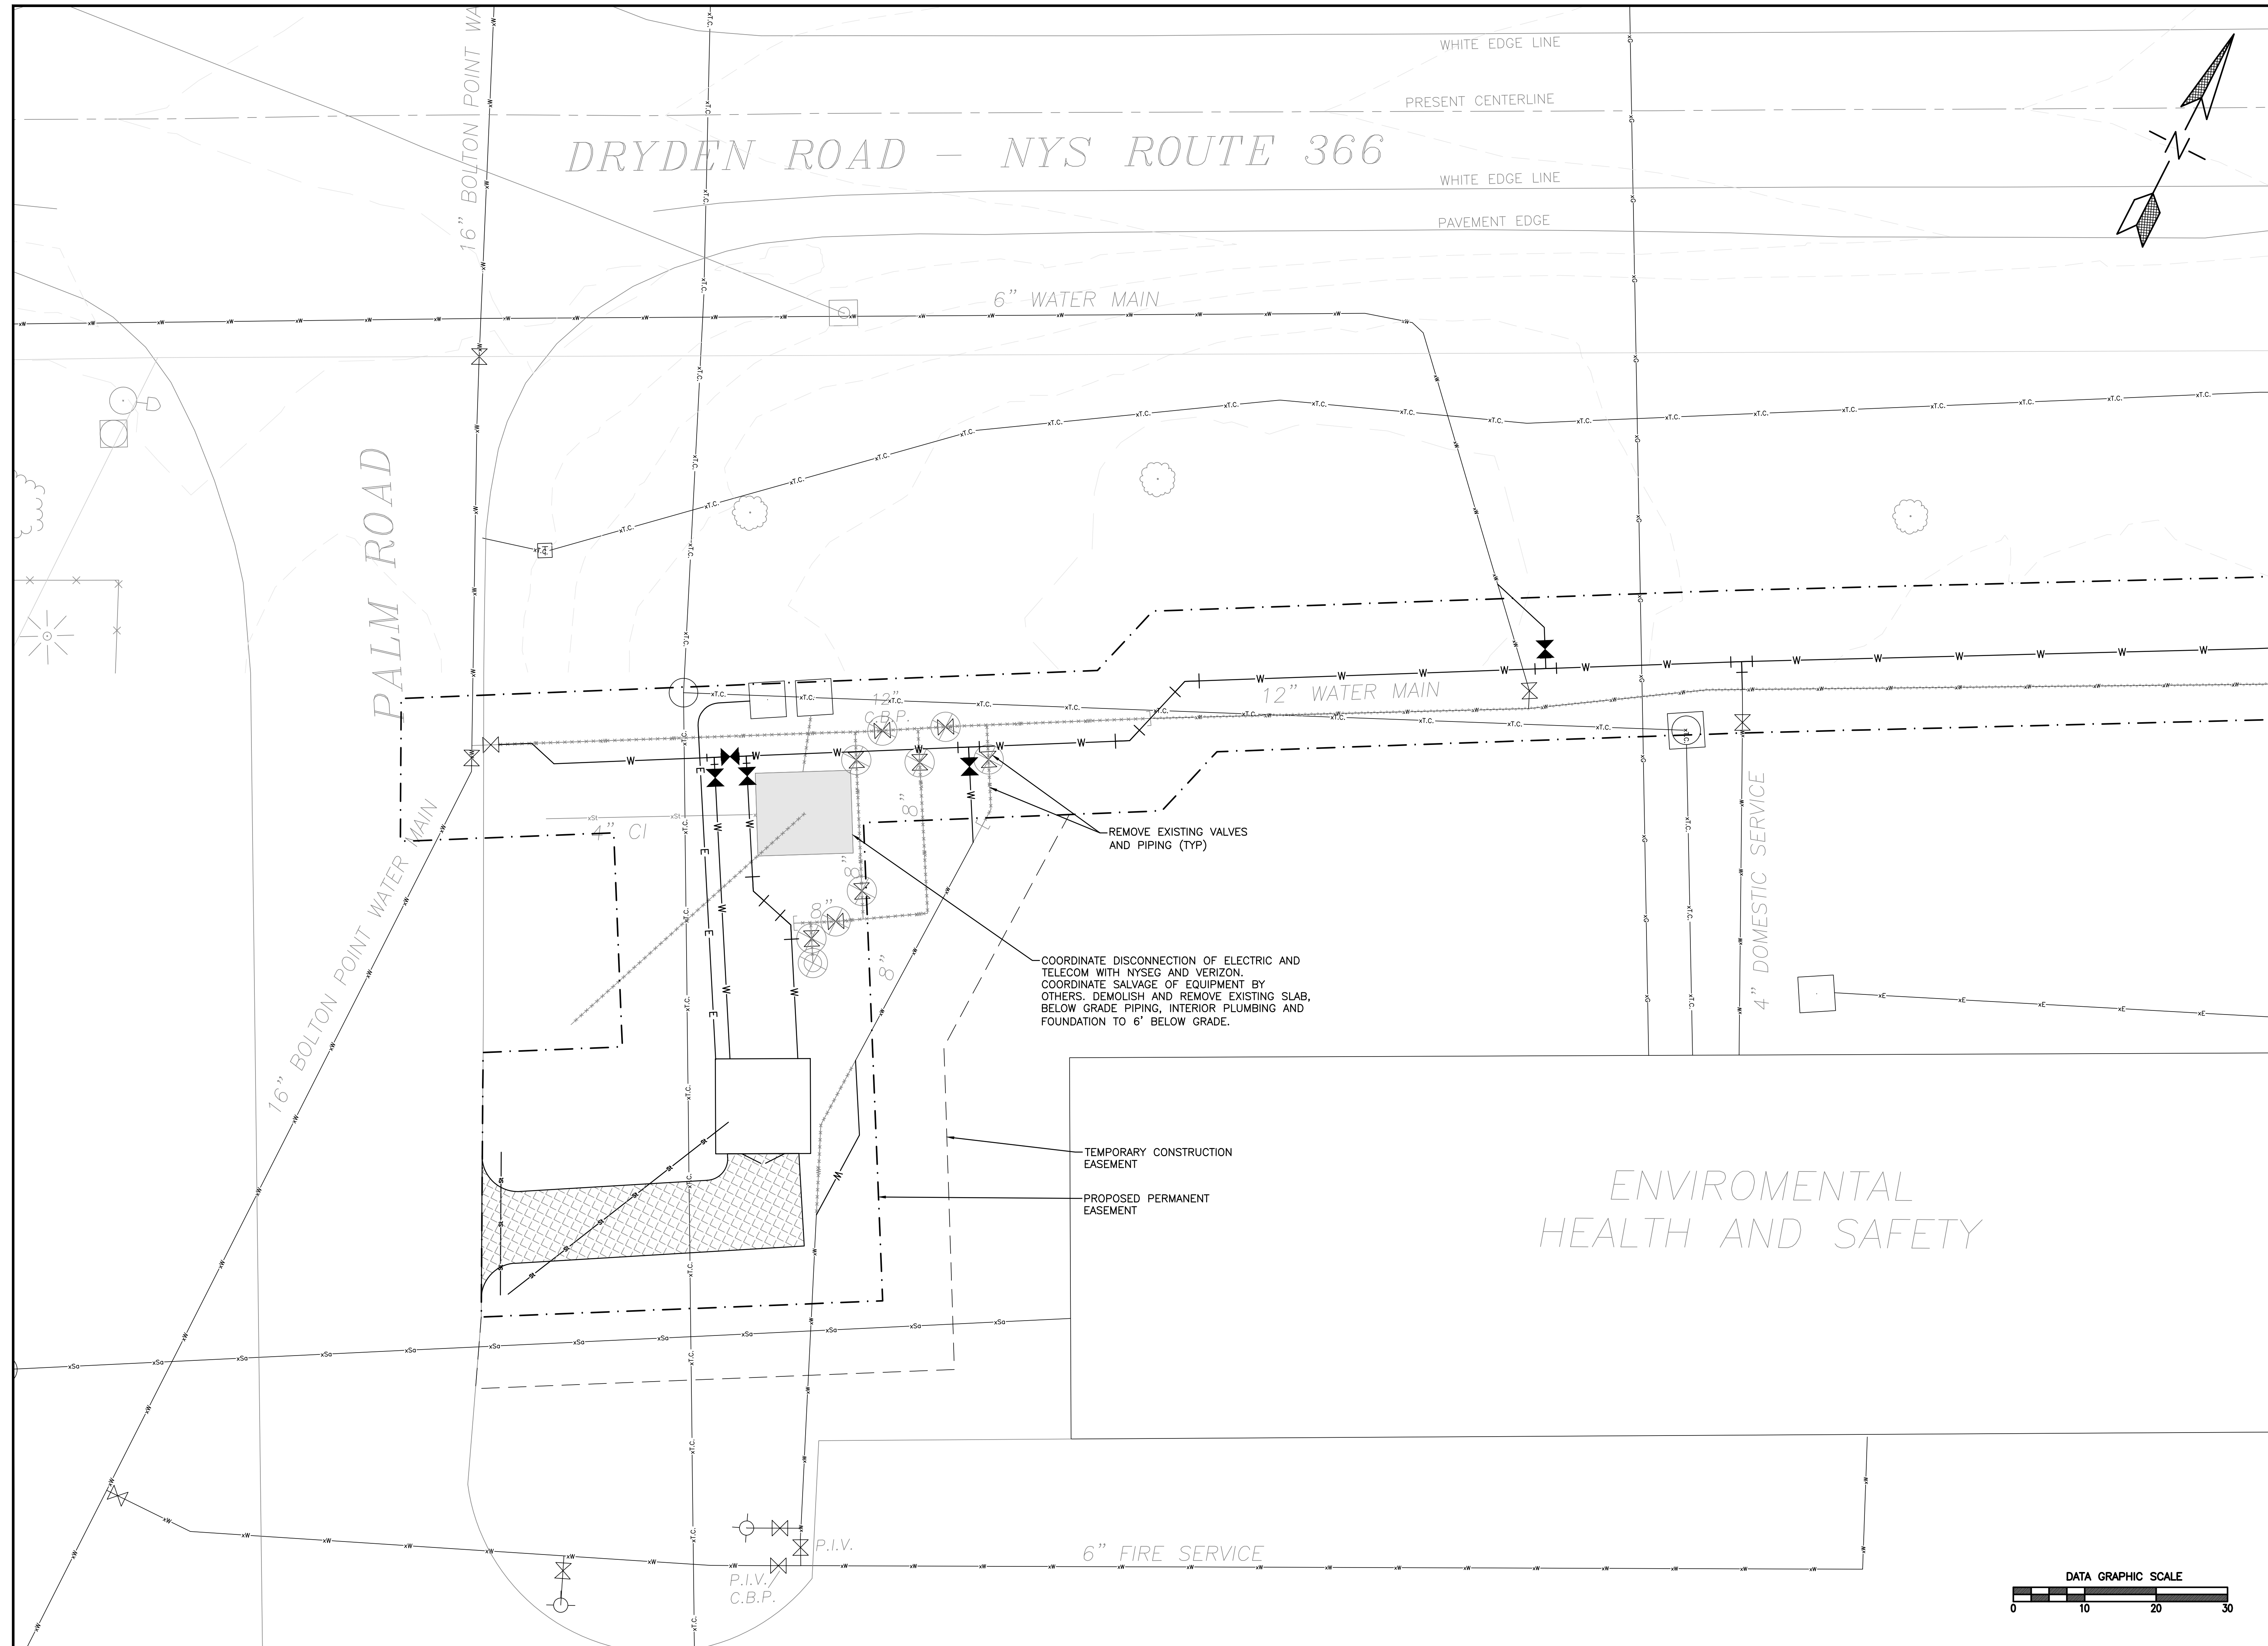 WHITE EDGE LINE
PRESENT CENTERLINE
DRYDEN ROAD - NYS ROUTE 366
16" BOLTON POINT WA
N
WHITE EDGE LINE
PAVEMENT EDGE
6" WATER MAIN
PALM ROAD
12"
C.B.P.
12" WATER MAIN
4" CI
8"
8"
8"
8"
REMOVE EXISTING VALVES
AND PIPING (TYP)
4" DOMESTIC SERVICE
16" BOLTON POINT WATER MAIN
COORDINATE DISCONNECTION OF ELECTRIC AND
TELECOM WITH NYSEG AND VERIZON.
COORDINATE SALVAGE OF EQUIPMENT BY
OTHERS. DEMOLISH AND REMOVE EXISTING SLAB,
BELOW GRADE PIPING, INTERIOR PLUMBING AND
FOUNDATION TO 6' BELOW GRADE.
TEMPORARY CONSTRUCTION
EASEMENT
PROPOSED PERMANENT
EASEMENT
ENVIROMENTAL
HEALTH AND SAFETY
P.I.V.
6" FIRE SERVICE
P.I.V.
C.B.P.
DATA GRAPHIC SCALE
0 10 20 30